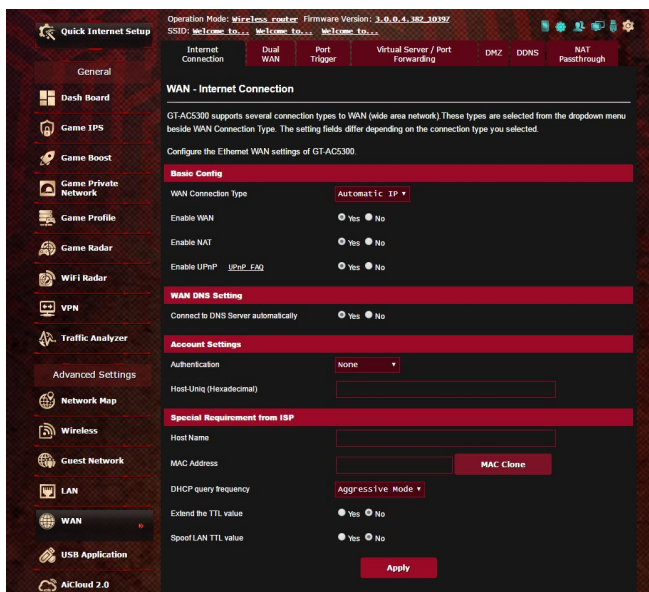 Quick Internet Setup
General
Dash Board
Game IPS
Game Boost
Game Private
Network
Game Profile
Game Radar
WiFi Radar
VPN
Traffic Analyzer
Advanced Settings
Network Map
Wireless
Guest Network
LAN
WAN
USB Application
AiCloud 2.0
Operation Mode: Wireless router Firmware Version: 3.0.0.4.382_10397
SSID: Welcome to... Welcome to... Welcome to...
Internet
Connection
Dual
WAN
Port
Trigger
Virtual Server / Port
Forwarding
DMZ
DDNS
NAT
Passthrough
WAN - Internet Connection
GT-AC5300 supports several connection types to WAN (wide area network).These types are selected from the dropdown menu
beside WAN Connection Type. The setting fields differ depending on the connection type you selected.
Configure the Ethernet WAN settings of GT-AC5300.
Basic Config
WAN Connection Type Automatic IP
Enable WAN Yes No
Enable NAT Yes No
Enable UPnP UPnP FAQ Yes No
WAN DNS Setting
Connect to DNS Server automatically Yes No
Account Settings
Authentication None
Host-Uniq (Hexadecimal)
Special Requirement from ISP
Host Name
MAC Address MAC Clone
DHCP query frequency Aggressive Mode
Extend the TTL value Yes No
Spoof LAN TTL value Yes No
Apply